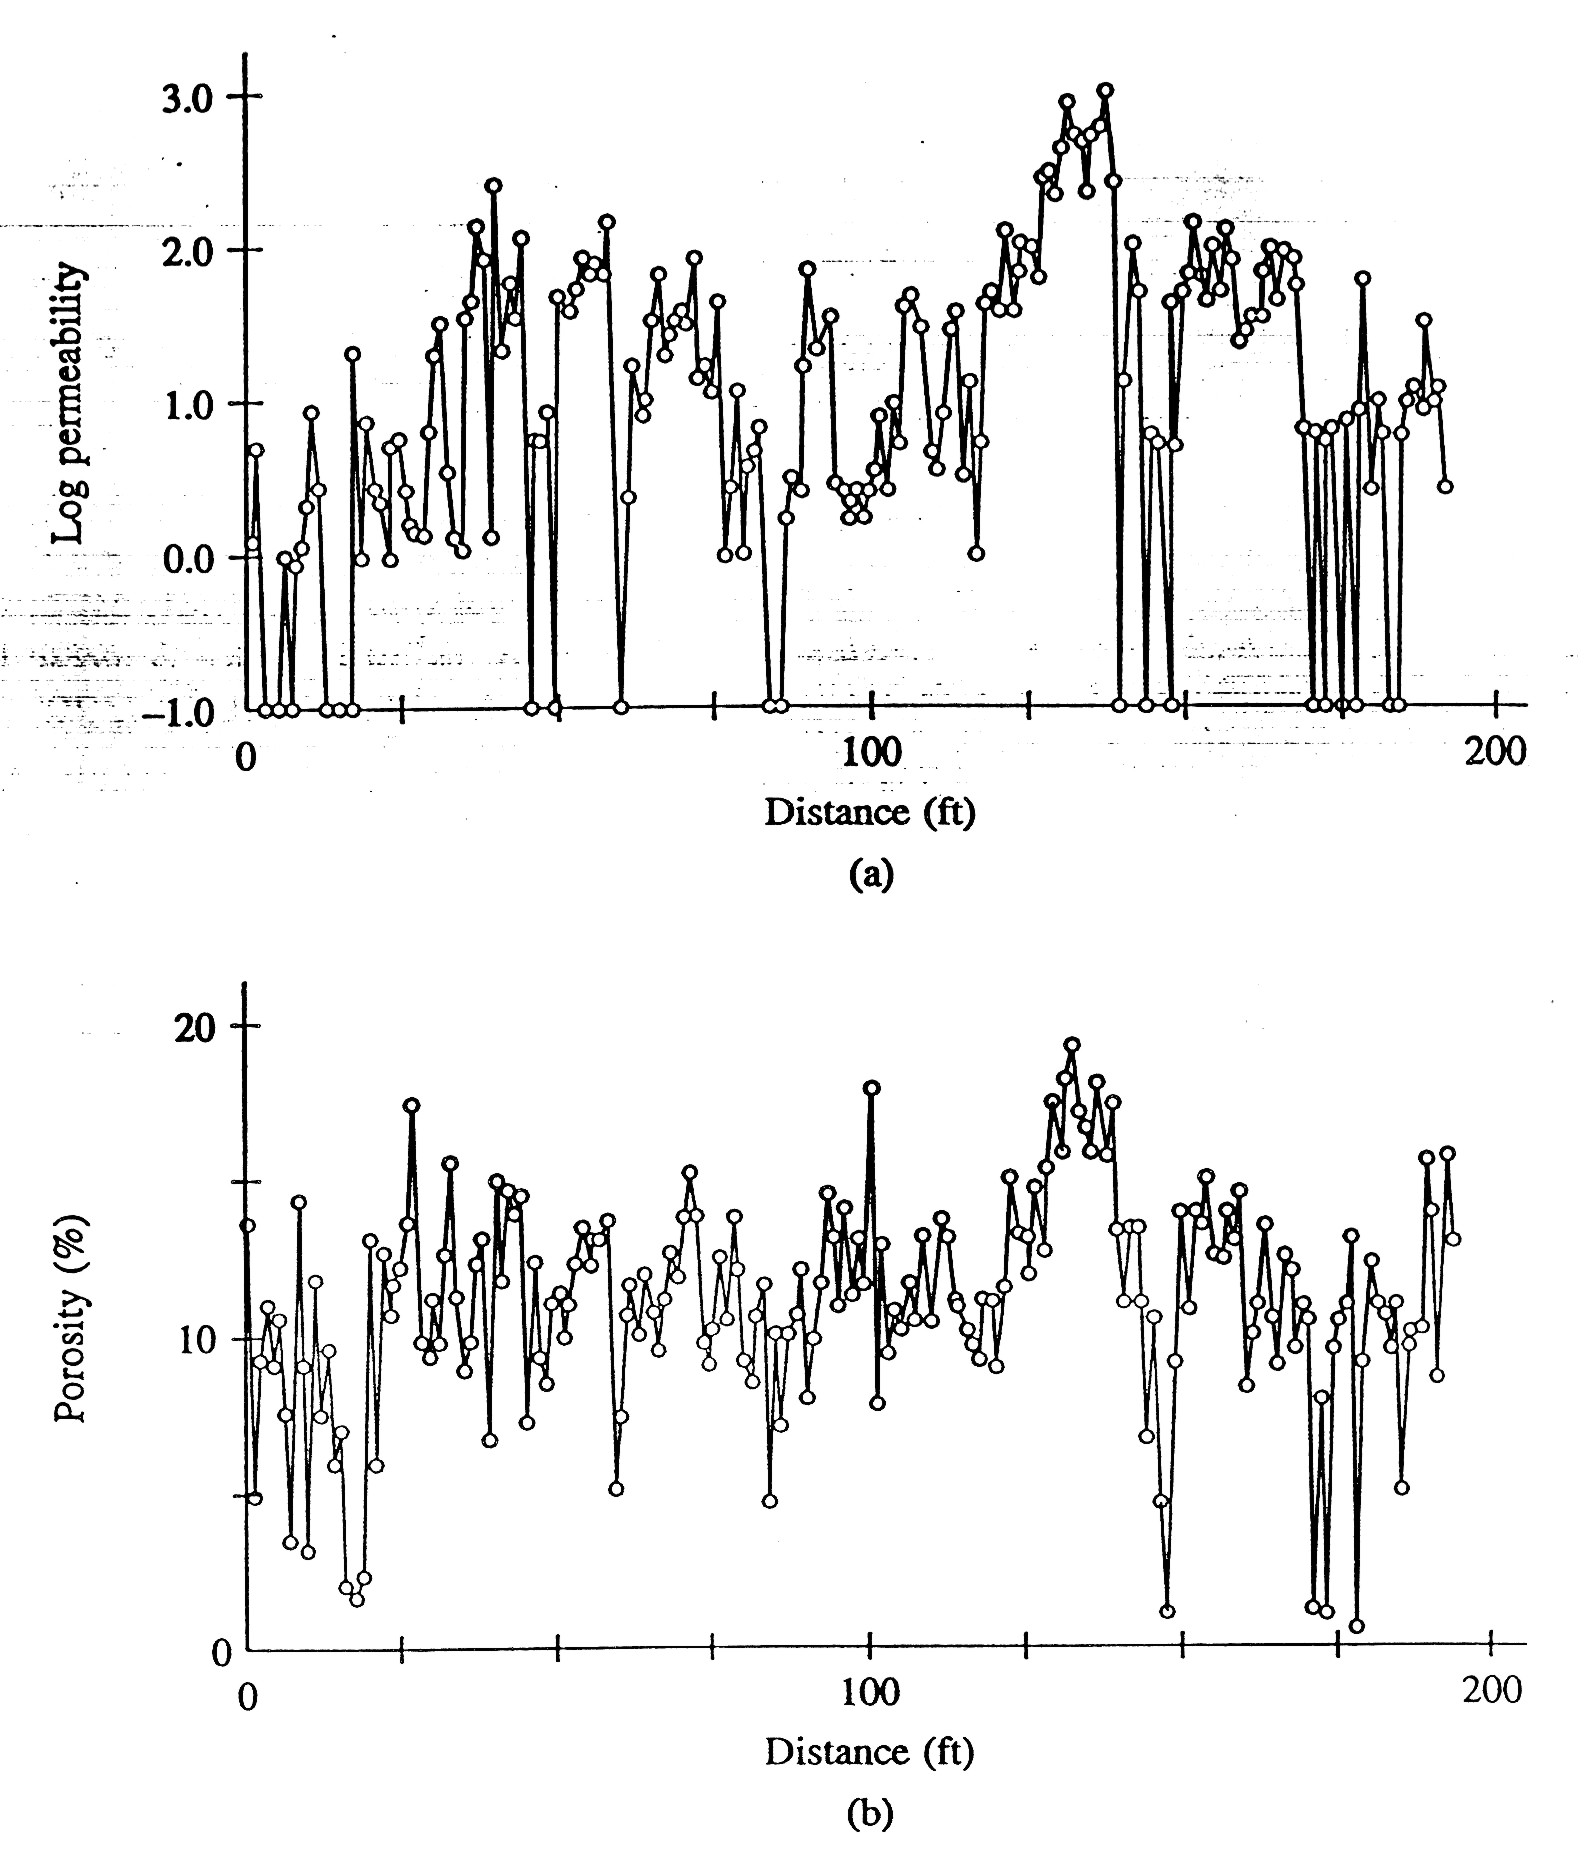 3.0
2.0
1.0
0.0
−1.0
Log permeability
0 100 200
Distance (ft)
(a)
20
10
0
Porosity (%)
0 100 200
Distance (ft)
(b)